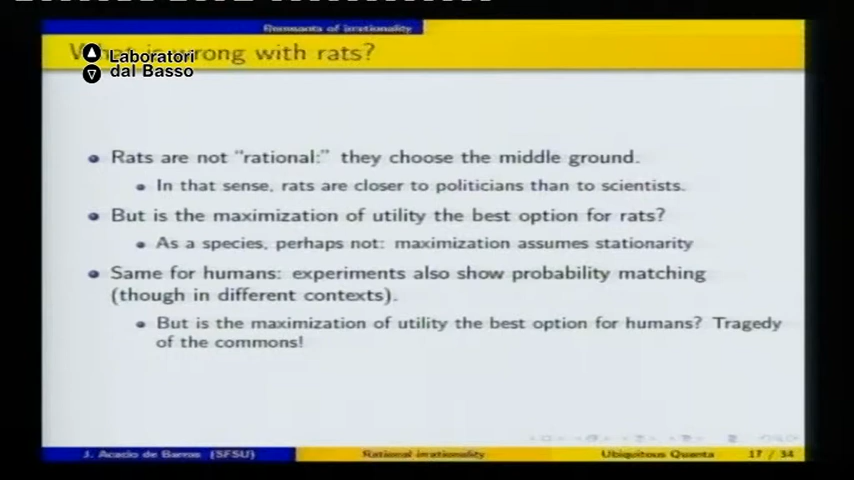 Remnants of irrationality
What is wrong with rats?
Laboratori
dal Basso
Rats are not "rational:" they choose the middle ground.
In that sense, rats are closer to politicians than to scientists.
But is the maximization of utility the best option for rats?
As a species, perhaps not: maximization assumes stationarity
Same for humans: experiments also show probability matching
(though in different contexts).
But is the maximization of utility the best option for humans? Tragedy
of the commons!
J. Acacio de Barros (SFSU) Rational irrationality Ubiquitous Quanta 17 / 34